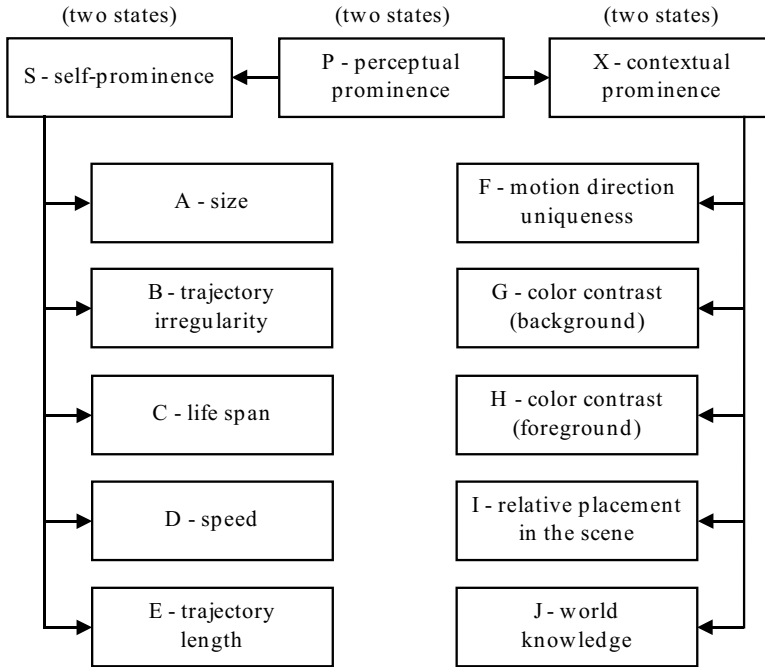 (two states)
(two states)
(two states)
S - self-prominence
P - perceptual
prominence
X - contextual
prominence
A - size
F - motion direction
uniqueness
B - trajectory
irregularity
G - color contrast
(background)
C - life span
H - color contrast
(foreground)
D - speed
I - relative placement
in the scene
E - trajectory
length
J - world
knowledge